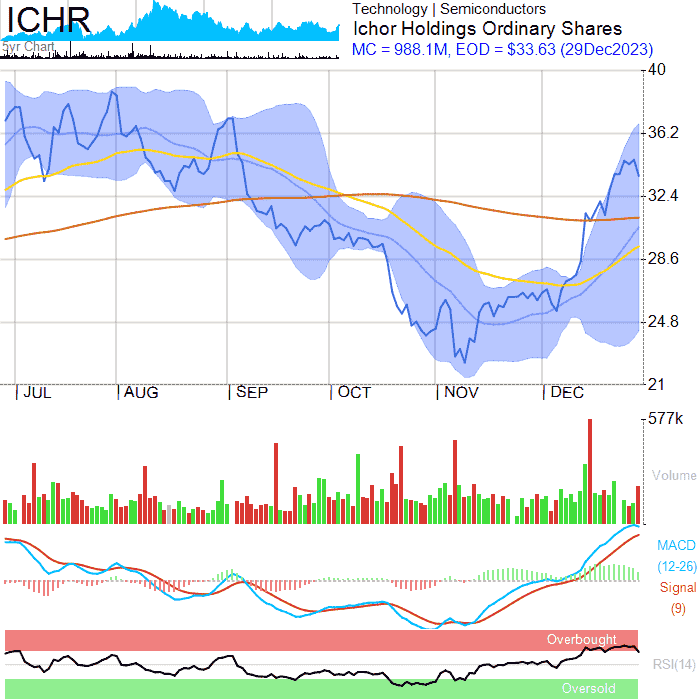 ICHR
5yr Chart
Technology | Semiconductors
Ichor Holdings Ordinary Shares
MC = 988.1M, EOD = $33.63 (29Dec2023)
40
36.2
32.4
28.6
24.8
21
JUL AUG SEP OCT NOV DEC
577k
Volume
MACD
(12-26)
Signal
(9)
Overbought
RSI(14)
Oversold